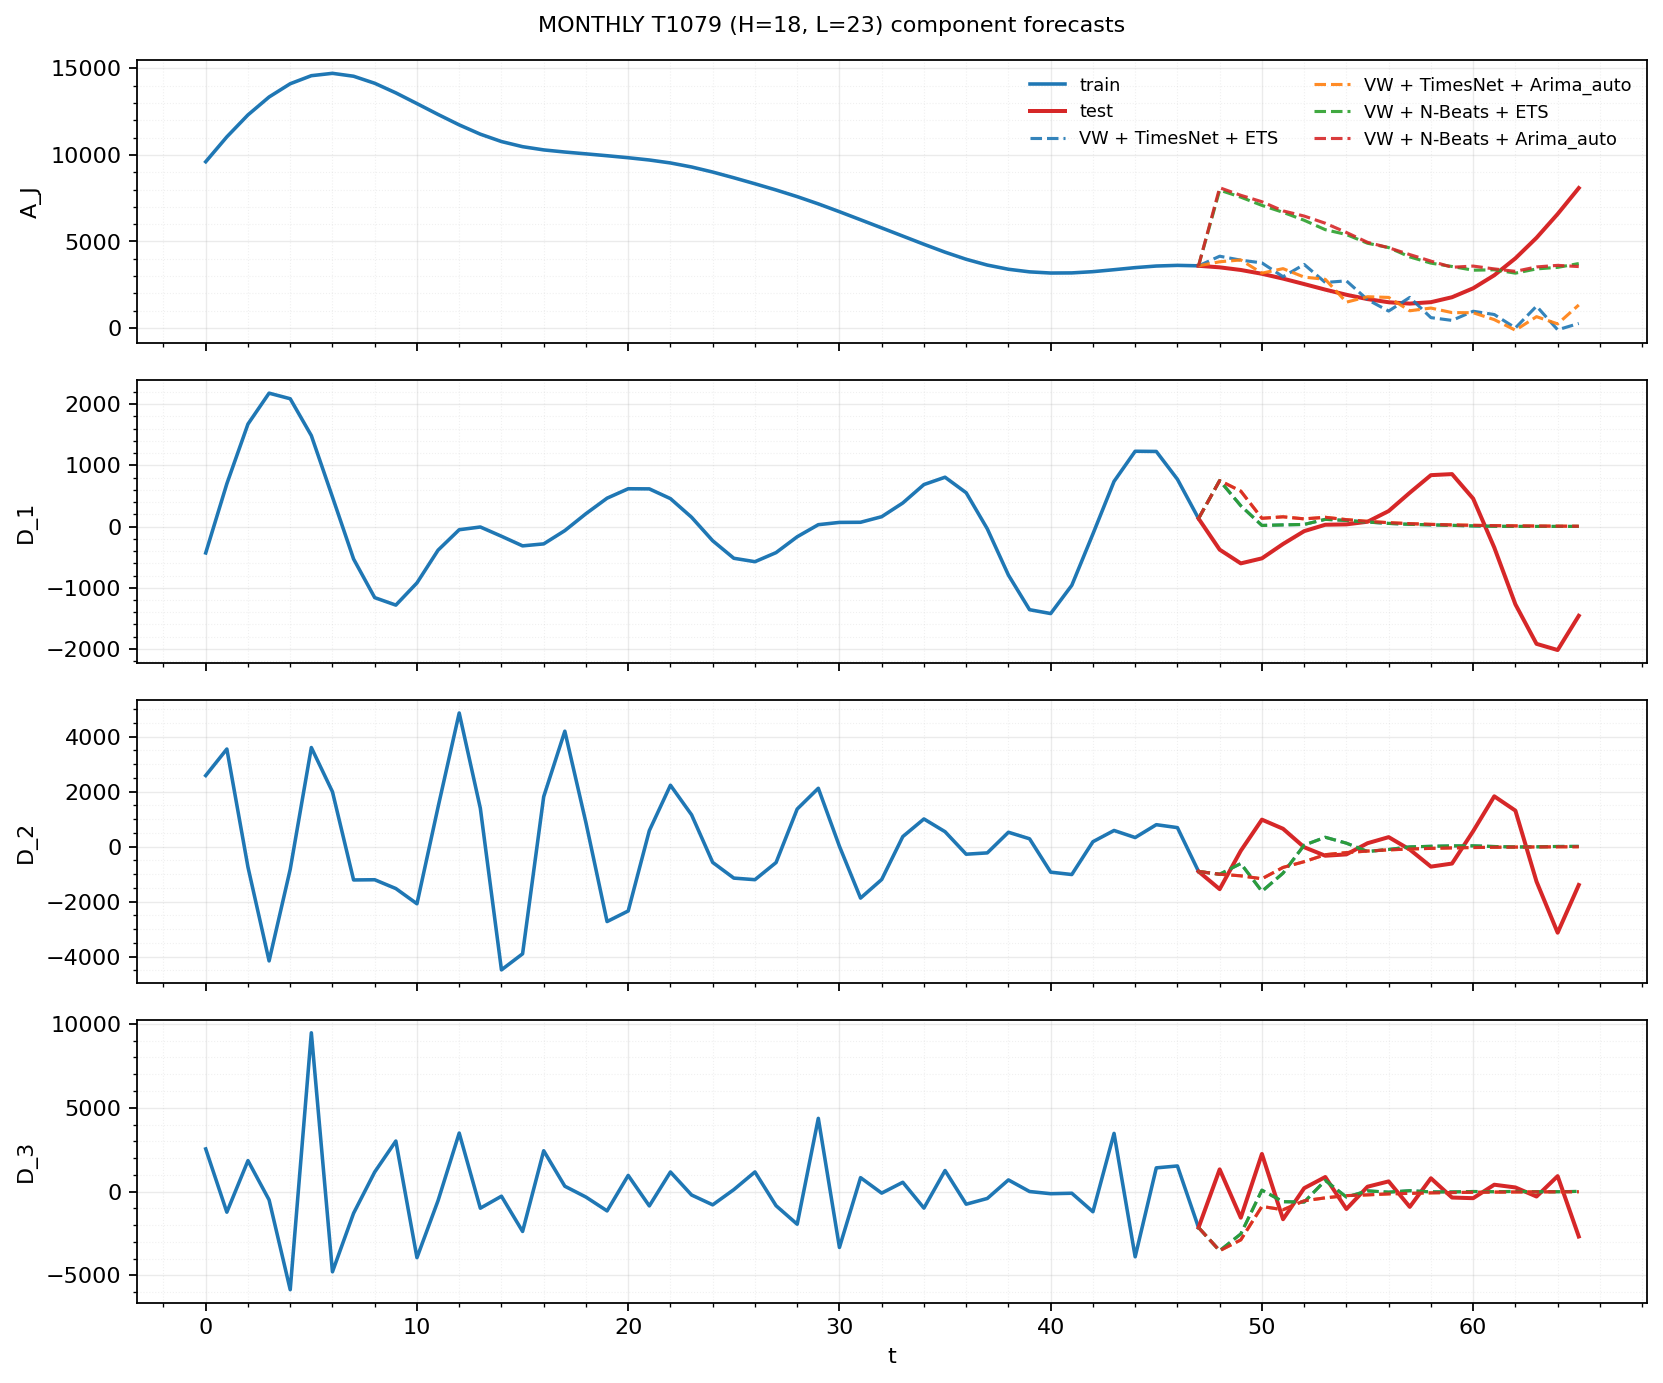 MONTHLY T1079 (H=18, L=23) component forecasts
15000
10000
5000
0
A_J
train
test
VW + TimesNet + ETS
VW + TimesNet + Arima_auto
VW + N-Beats + ETS
VW + N-Beats + Arima_auto
2000
1000
0
−1000
−2000
D_1
4000
2000
0
−2000
−4000
D_2
10000
5000
0
−5000
D_3
0 10 20 30 40 50 60
t